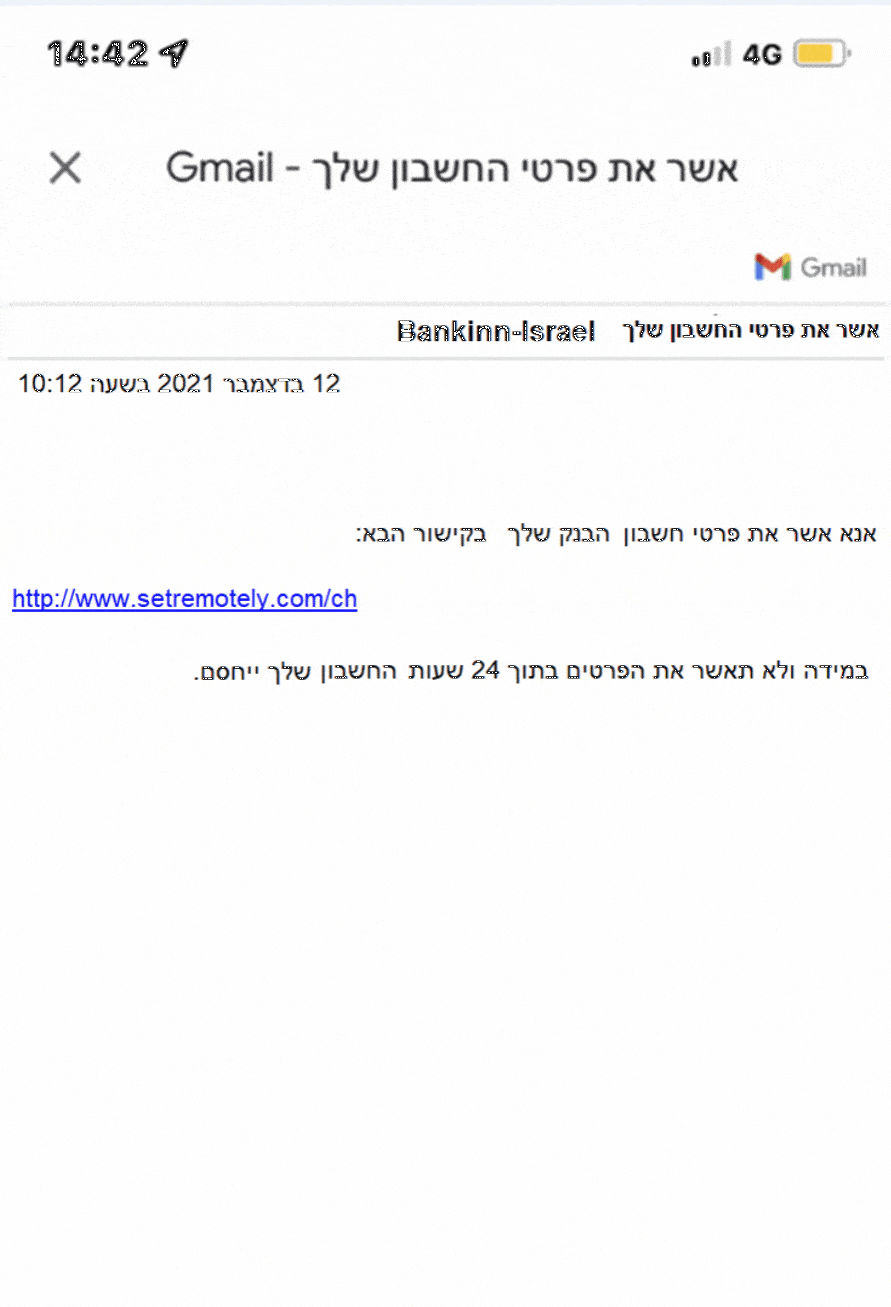 14:42 4G
אשר את פרטי החשבון שלך - Gmail
Gmail
אשר את פרטי החשבון שלך Bankinn-Israel
12 בדצמבר 2021 בשעה 10:12
אנא אשר את פרטי חשבון הבנק שלך בקישור הבא:
http://www.setremotely.com/ch
במידה ולא תאשר את הפרטים בתוך 24 שעות החשבון שלך ייחסם.